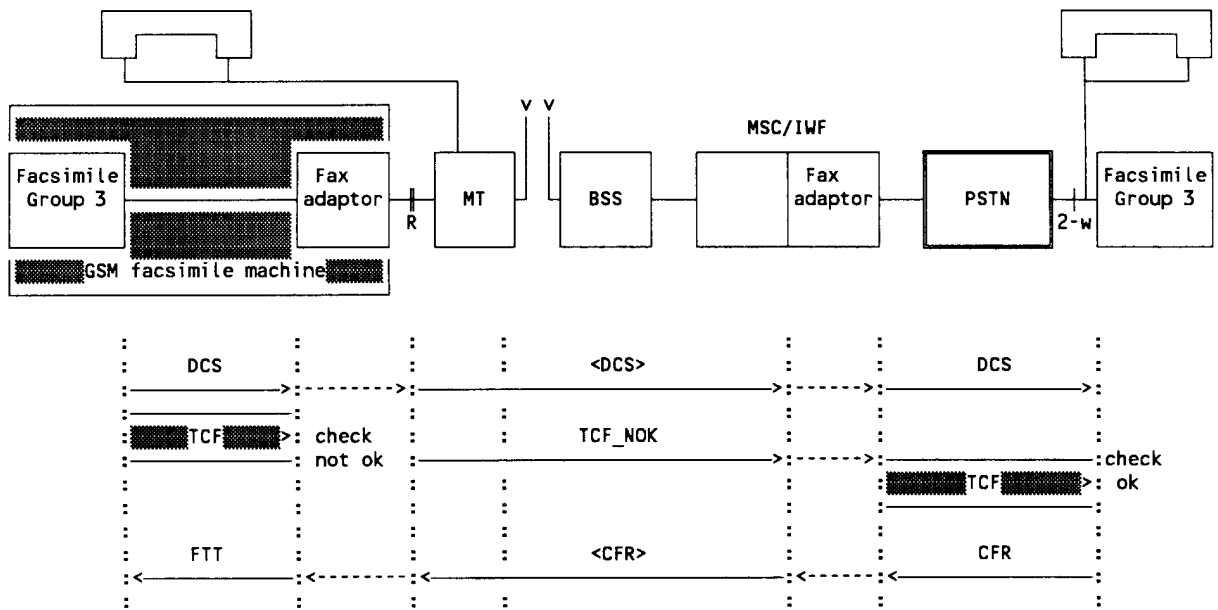 MSC/IWF
Facsimile
Group 3
Fax
adaptor
R
MT
BSS
Fax
adaptor
PSTN
2-w
Facsimile
Group 3
GSM facsimile machine
DCS
<DCS>
DCS
TCF
check
not ok
TCF_NOK
check
ok
TCF
FTT
<CFR>
CFR